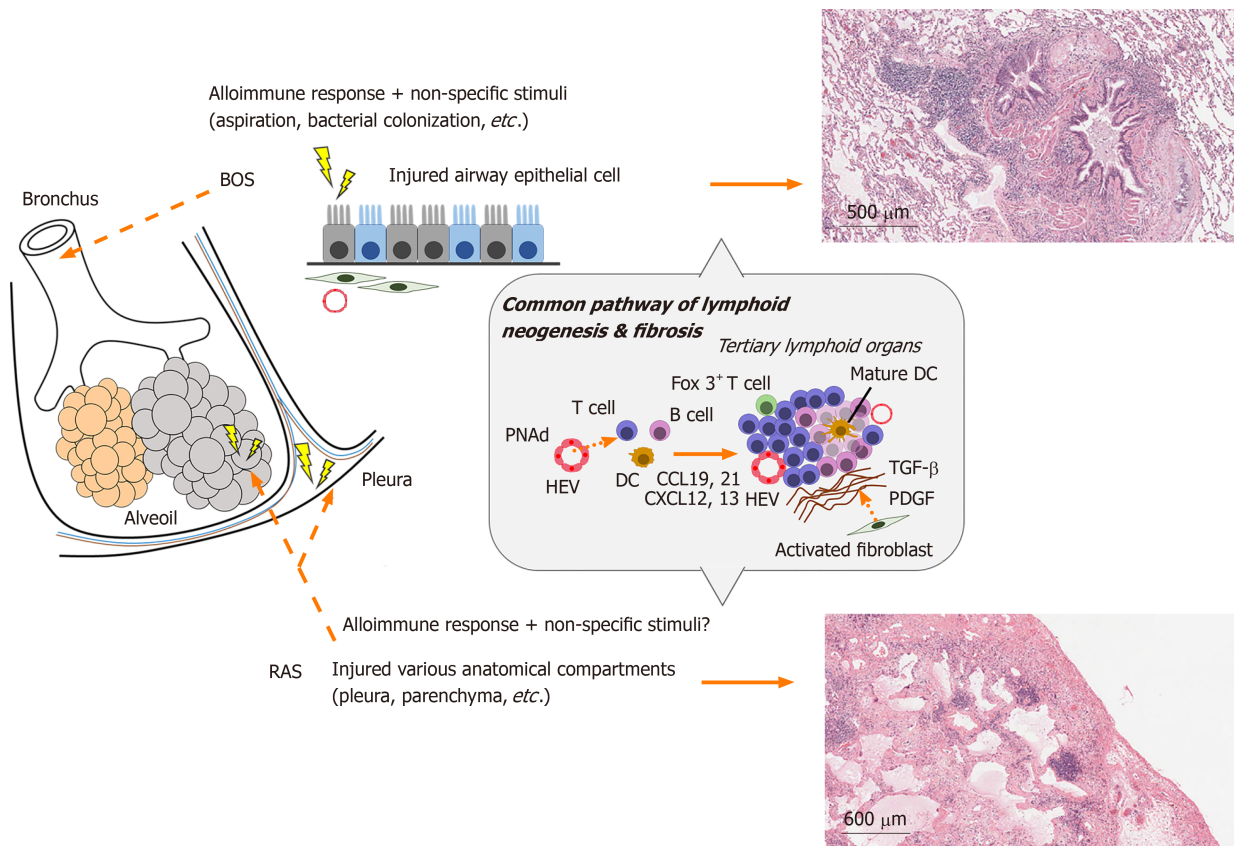 Alloimmune response + non-specific stimuli
(aspiration, bacterial colonization, etc.)
BOS
Injured airway epithelial cell
Bronchus
500 μm
Common pathway of lymphoid
neogenesis & fibrosis
Tertiary lymphoid organs
Mature DC
Fox 3+ T cell
T cell
B cell
PNAd
HEV
DC
CCL19, 21
CXCL12, 13
HEV
TGF-β
PDGF
Activated fibroblast
Pleura
Alveoil
Alloimmune response + non-specific stimuli?
RAS
Injured various anatomical compartments
(pleura, parenchyma, etc.)
600 μm